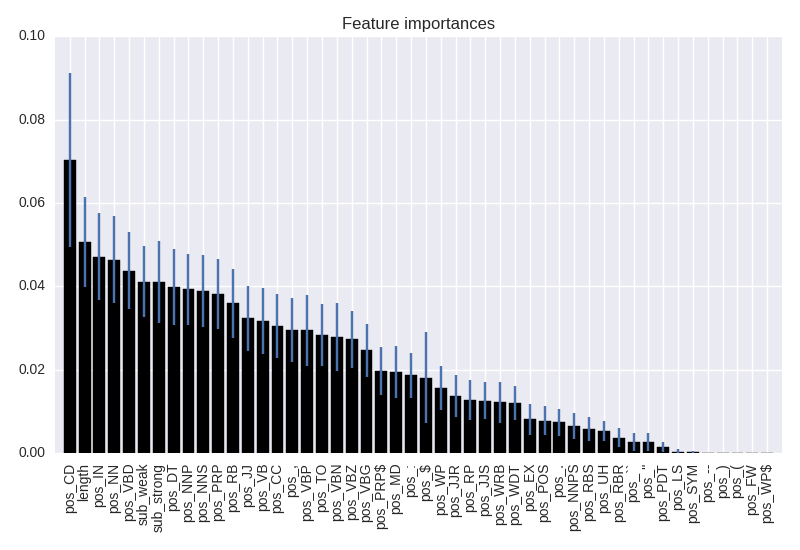 Feature importances
0.10
0.08
0.06
0.04
0.02
0.00
pos_CD
length
pos_IN
pos_NN
pos_VBD
sub_weak
sub_strong
pos_DT
pos_NNP
pos_NNS
pos_PRP
pos_RB
pos_JJ
pos_VB
pos_CC
pos_,
pos_VBP
pos_TO
pos_VBN
pos_VBZ
pos_VBG
pos_PRP$
pos_MD
pos_:
pos_$
pos_WP
pos_JJR
pos_RP
pos_JJS
pos_WRB
pos_WDT
pos_EX
pos_POS
pos_.
pos_NNPS
pos_RBS
pos_UH
pos_RBR
pos_``
pos_''
pos_PDT
pos_LS
pos_SYM
pos_--
pos_)
pos_(
pos_FW
pos_WP$